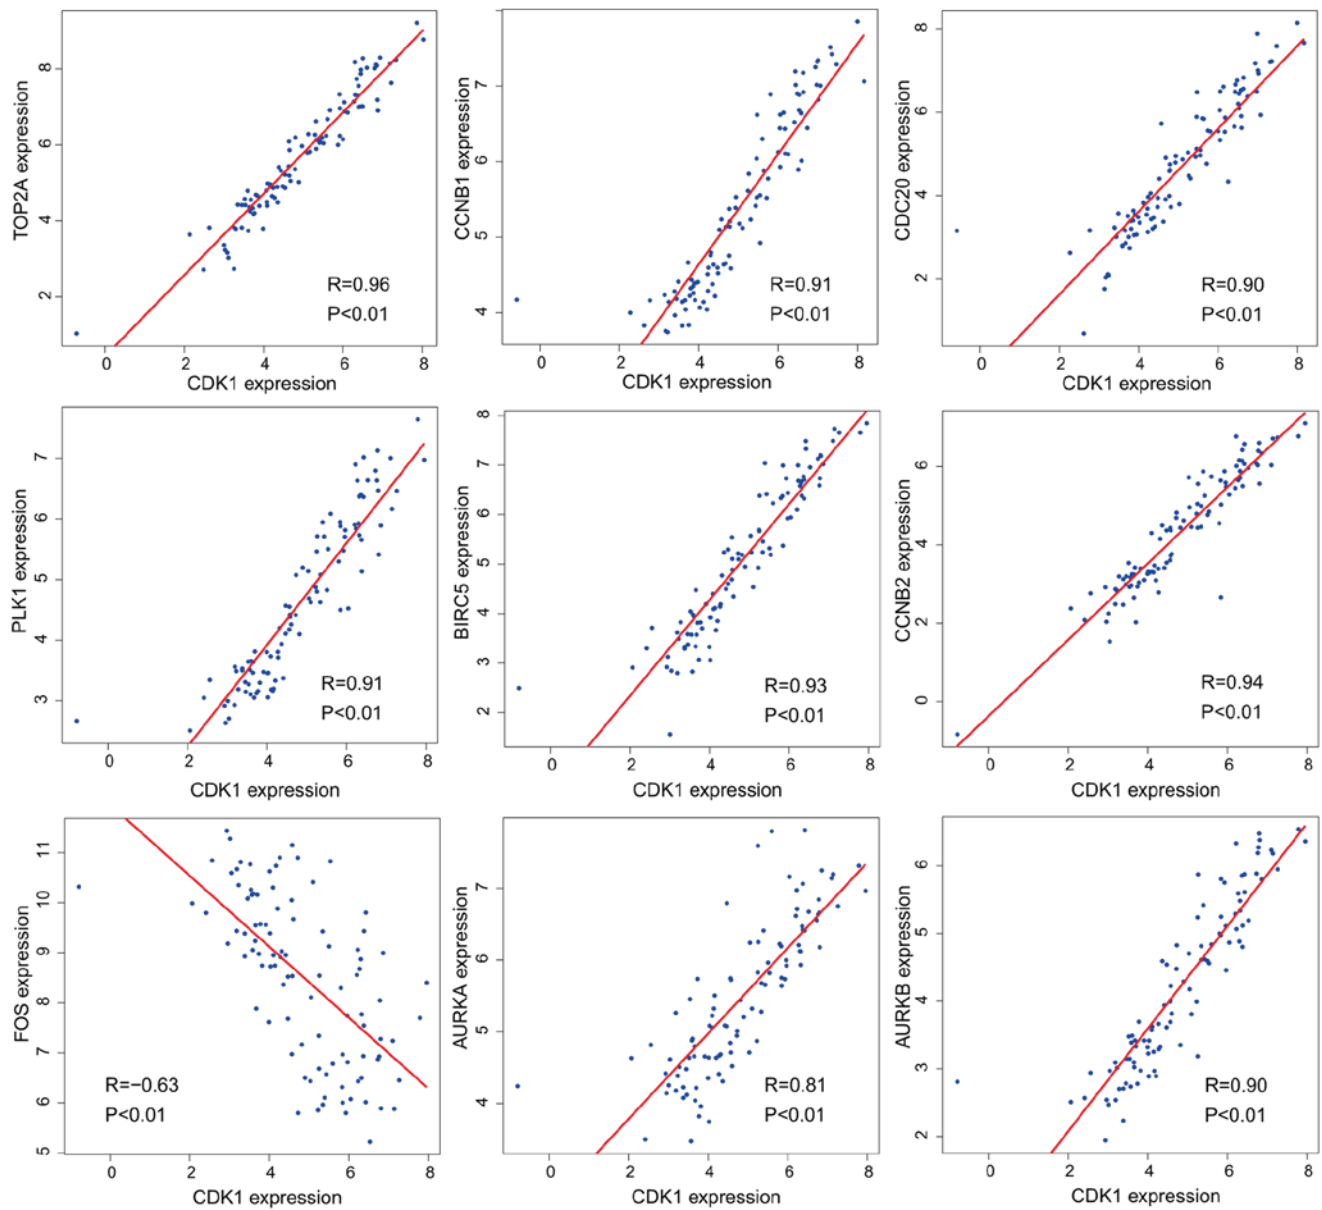 TOP2A expression
8
6
4
2
R=0.96
P<0.01
0 2 4 6 8
CDK1 expression
CCNB1 expression
7
6
5
4
R=0.91
P<0.01
0 2 4 6 8
CDK1 expression
CDC20 expression
8
6
4
2
R=0.90
P<0.01
0 2 4 6 8
CDK1 expression
PLK1 expression
7
6
5
4
3
R=0.91
P<0.01
0 2 4 6 8
CDK1 expression
BIRC5 expression
8
7
6
5
4
3
2
R=0.93
P<0.01
0 2 4 6 8
CDK1 expression
CCNB2 expression
6
4
2
0
R=0.94
P<0.01
0 2 4 6 8
CDK1 expression
FOS expression
11
10
9
8
7
6
5
R=−0.63
P<0.01
0 2 4 6 8
CDK1 expression
AURKA expression
7
6
5
4
R=0.81
P<0.01
0 2 4 6 8
CDK1 expression
AURKB expression
6
5
4
3
2
R=0.90
P<0.01
0 2 4 6 8
CDK1 expression